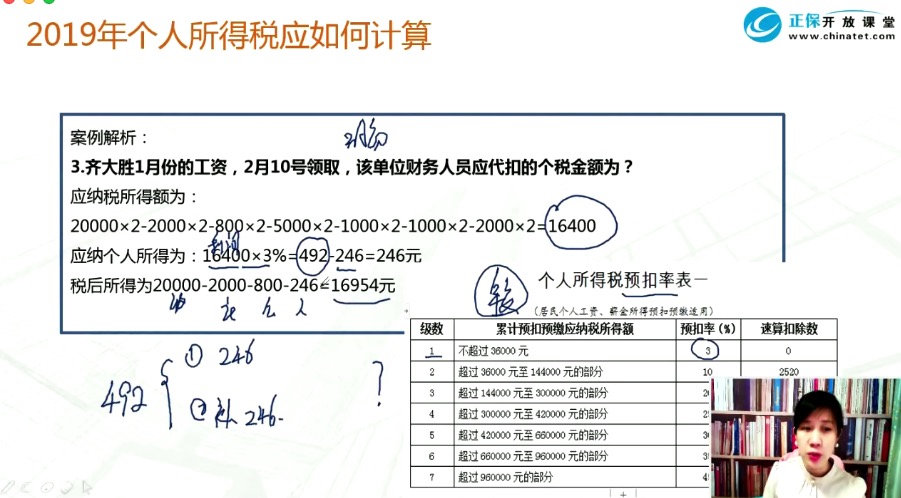 2019年个人所得税应如何计算
正保开放课堂
www.chinatet.com
2月份
案例解析：
3.齐大胜1月份的工资，2月10号领取，该单位财务人员应代扣的个税金额为？
应纳税所得额为：
20000×2-2000×2-800×2-5000×2-1000×2-1000×2-2000×2=16400
应纳个人所得为：16400×3%=492-246=246元
税后所得为20000-2000-800-246=16954元
个人所得税预扣率表一
（居民个人工资、薪金所得预扣预缴适用）
级数 累计预扣预缴应纳税所得额 预扣率（%） 速算扣除数
1 不超过 36000 元 3 0
2 超过 36000 元至 144000 元的部分 10 2520
3 超过 144000 元至 300000 元的部分
4 超过 300000 元至 420000 元的部分
5 超过 420000 元至 660000 元的部分
6 超过 660000 元至 960000 元的部分
7 超过 960000 元的部分
492
① 246
② 补 246.
?